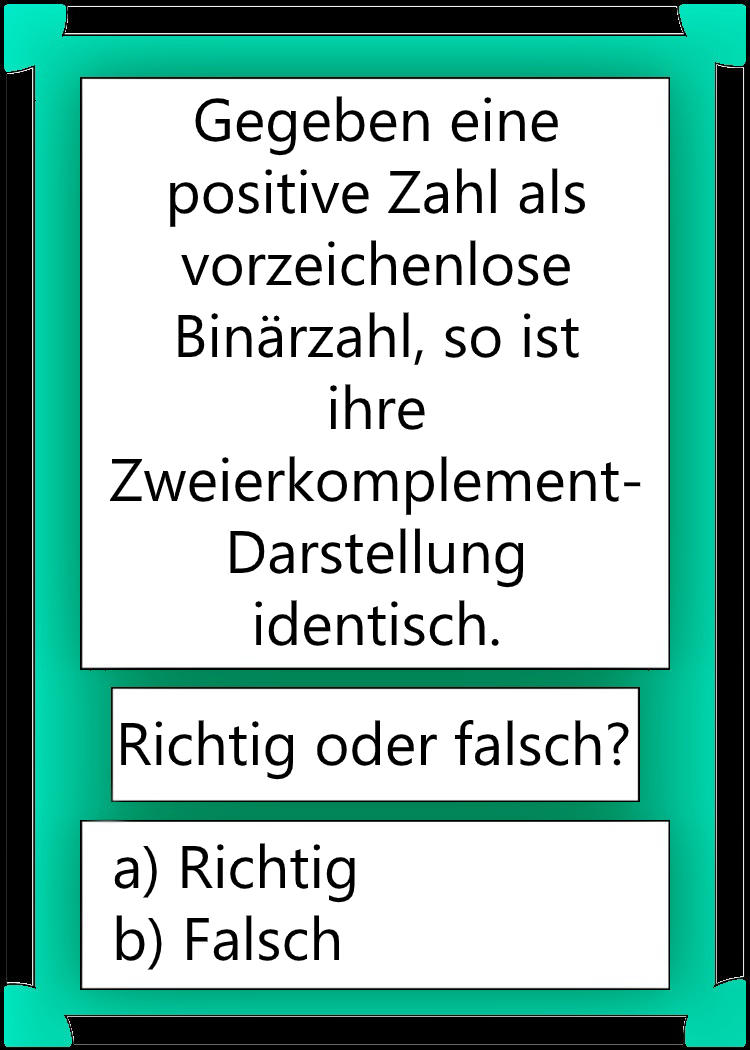 Gegeben eine
positive Zahl als
vorzeichenlose
Binärzahl, so ist
ihre
Zweierkomplement-
Darstellung
identisch.
Richtig oder falsch?
a) Richtig
b) Falsch